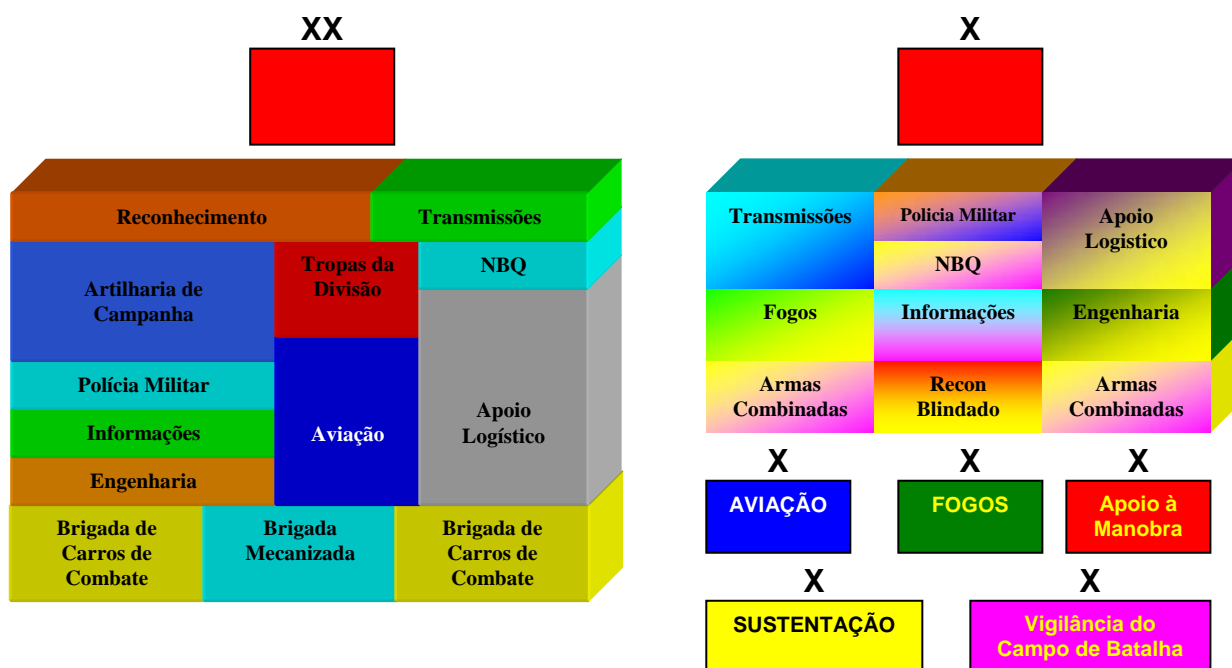 XX
Reconhecimento
Transmissões
Artilharia de
Campanha
Tropas da
Divisão
NBQ
Polícia Militar
Informações
Engenharia
Aviação
Apoio
Logístico
Brigada de
Carros de
Combate
Brigada
Mecanizada
Brigada de
Carros de
Combate
X
Transmissões
Policia Militar
NBQ
Apoio
Logistico
Fogos
Informações
Engenharia
Armas
Combinadas
Recon
Blindado
Armas
Combinadas
X
AVIAÇÃO
X
FOGOS
X
Apoio à
Manobra
X
SUSTENTAÇÃO
X
Vigilância do
Campo de Batalha